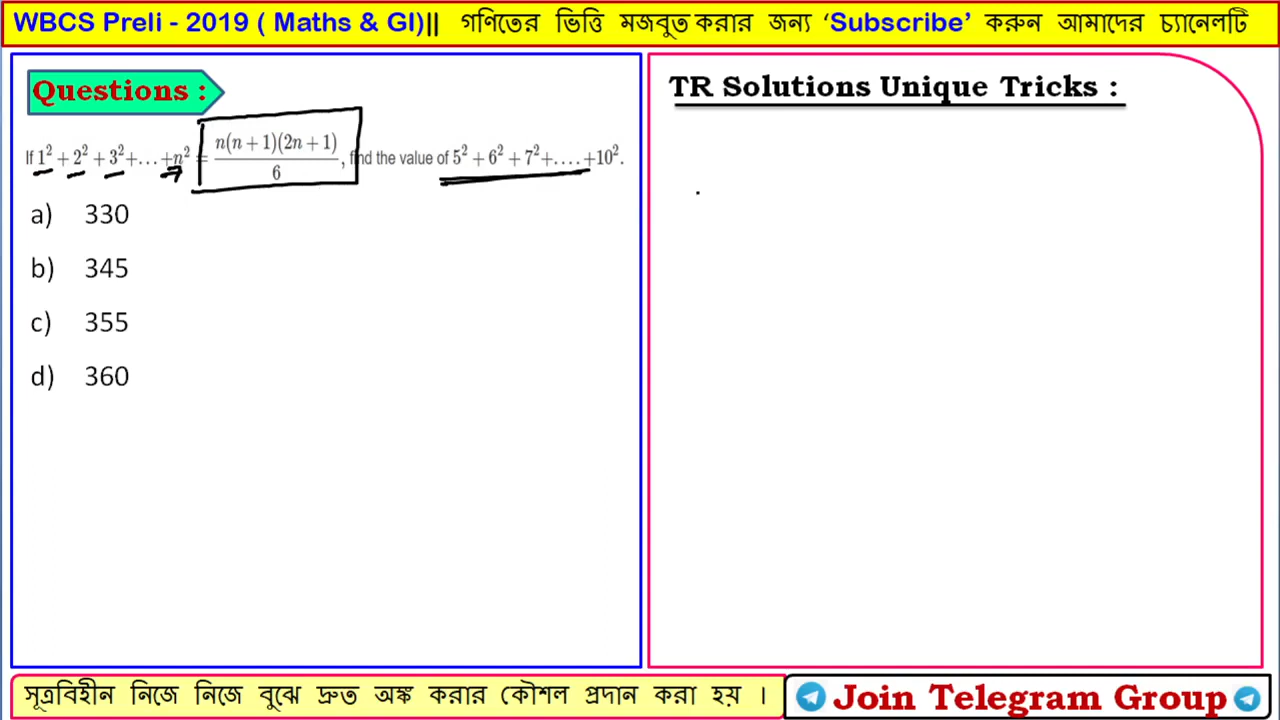 WBCS Preli - 2019 ( Maths & GI)|| গণিতের ভিত্তি মজবুত করার জন্য ‘Subscribe’ করুন আমাদের চ্যানেলটি
Questions :
If 1² + 2² + 3² +…+n² = n(n + 1)(2n + 1)/6, find the value of 5² + 6² + 7² +….+10².
a) 330
b) 345
c) 355
d) 360
TR Solutions Unique Tricks :
সূত্রবিহীন নিজে নিজে বুঝে দ্রুত অঙ্ক করার কৌশল প্রদান করা হয় ।
Join Telegram Group